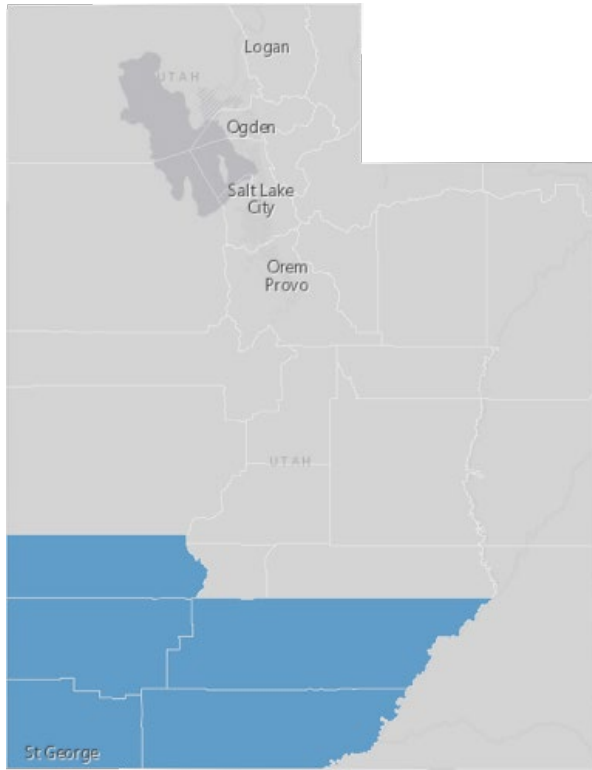 Logan
UTAH
Ogden
Salt Lake
City
Orem
Provo
UTAH
St George